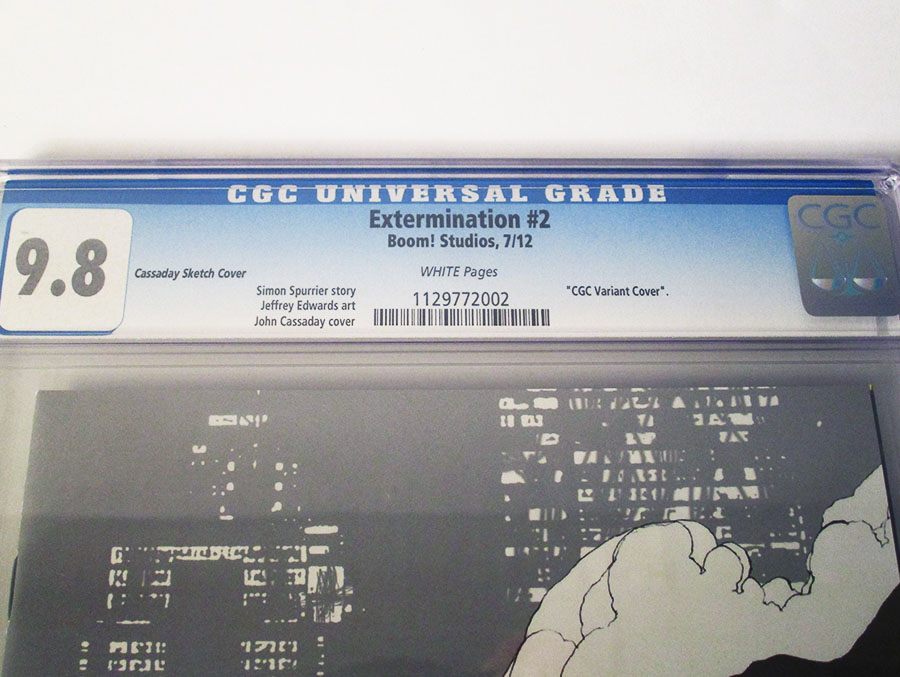 CGC UNIVERSAL GRADE
Extermination #2
Boom! Studios, 7/12
9.8
Cassaday Sketch Cover
WHITE Pages
Simon Spurrier story
Jeffrey Edwards art
John Cassaday cover
1129772002
"CGC Variant Cover".
CGC